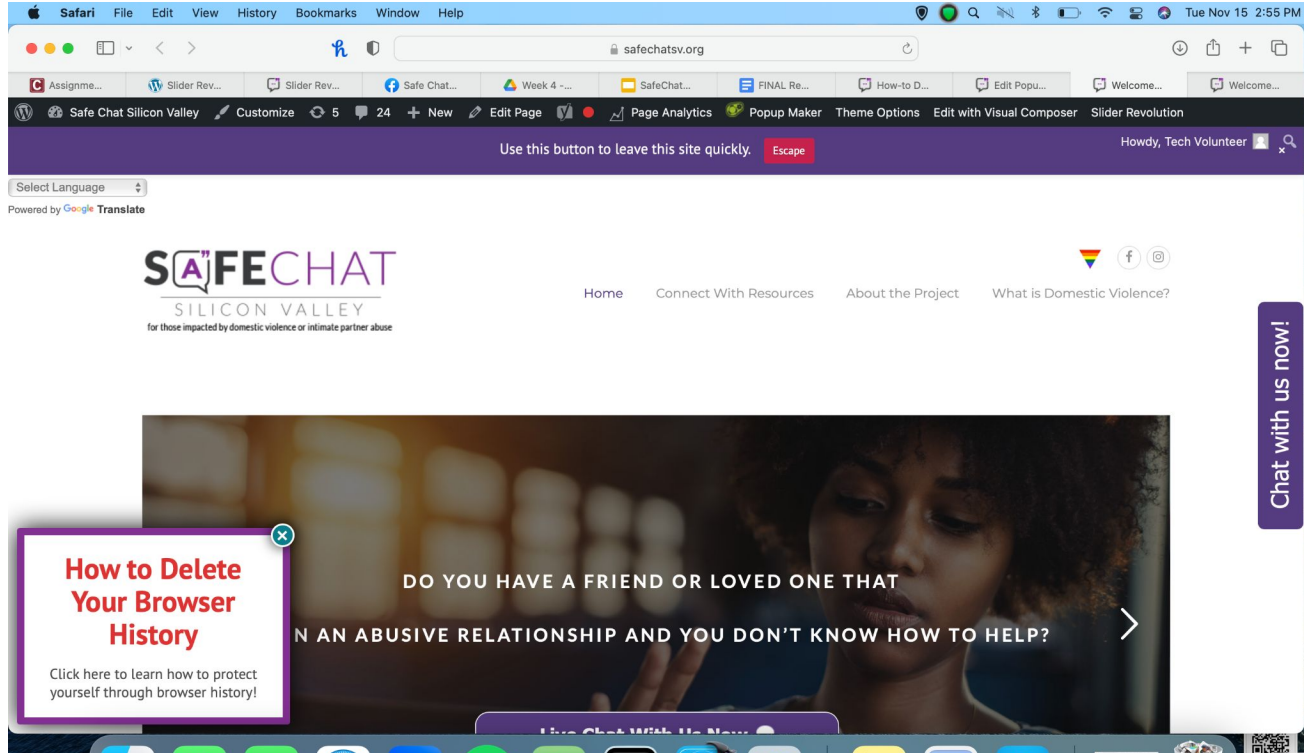 Safari File Edit View History Bookmarks Window Help Tue Nov 15 2:55 PM
safechatsv.org
Assignme... Slider Rev... Slider Rev... Safe Chat... Week 4 -... SafeChat... FINAL Re... How-to D... Edit Popu... Welcome... Welcome...
Safe Chat Silicon Valley Customize 5 24 + New Edit Page Page Analytics Popup Maker Theme Options Edit with Visual Composer Slider Revolution
Use this button to leave this site quickly. Escape Howdy, Tech Volunteer
Select Language
Powered by Google Translate
SAFECHAT
SILICON VALLEY
for those impacted by domestic violence or intimate partner abuse
Home Connect With Resources About the Project What is Domestic Violence?
Chat with us now!
DO YOU HAVE A FRIEND OR LOVED ONE THAT
N AN ABUSIVE RELATIONSHIP AND YOU DON'T KNOW HOW TO HELP?
How to Delete
Your Browser
History
Click here to learn how to protect
yourself through browser history!
Live Chat With Us Now